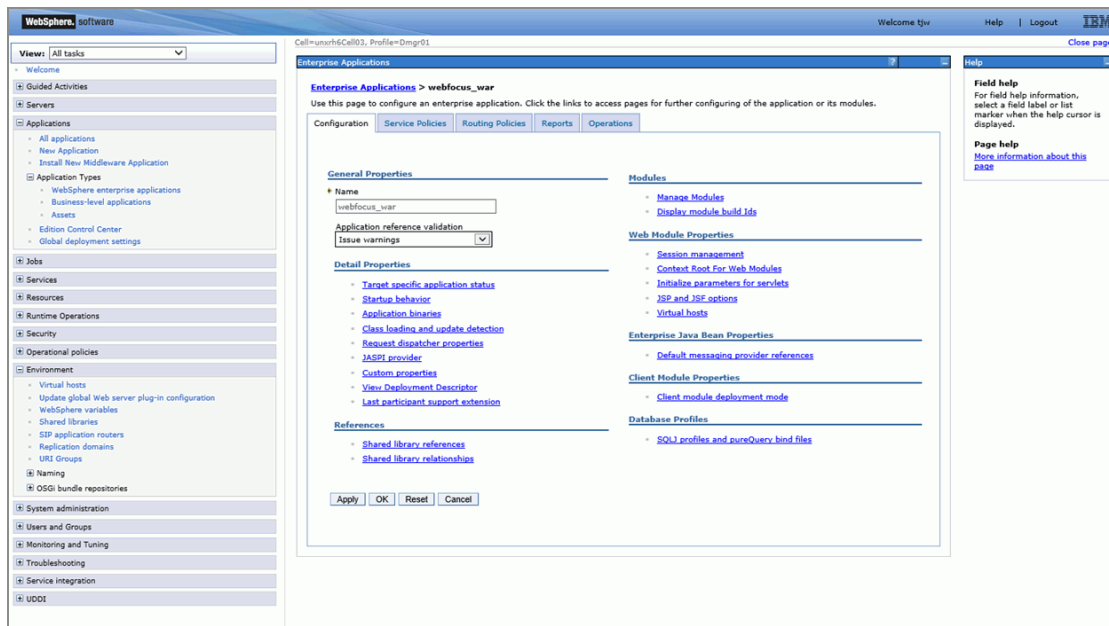 WebSphere. software
Welcome tjw
Help | Logout
IBM
View: All tasks
Welcome
Guided Activities
Servers
Applications
All applications
New Application
Install New Middleware Application
Application Types
WebSphere enterprise applications
Business-level applications
Assets
Edition Control Center
Global deployment settings
Jobs
Services
Resources
Runtime Operations
Security
Operational policies
Environment
Virtual hosts
Update global Web server plug-in configuration
WebSphere variables
Shared libraries
SIP application routers
Replication domains
URI Groups
Naming
OSGi bundle repositories
System administration
Users and Groups
Monitoring and Tuning
Troubleshooting
Service integration
UDDI
Cell=unxrh6Cell03, Profile=Dmgr01
Close page
Enterprise Applications
?
Enterprise Applications > webfocus_war
Use this page to configure an enterprise application. Click the links to access pages for further configuring of the application or its modules.
Configuration
Service Policies
Routing Policies
Reports
Operations
General Properties
Name
webfocus_war
Application reference validation
Issue warnings
Detail Properties
Target specific application status
Startup behavior
Application binaries
Class loading and update detection
Request dispatcher properties
JASPI provider
Custom properties
View Deployment Descriptor
Last participant support extension
References
Shared library references
Shared library relationships
Modules
Manage Modules
Display module build Ids
Web Module Properties
Session management
Context Root For Web Modules
Initialize parameters for servlets
JSP and JSF options
Virtual hosts
Enterprise Java Bean Properties
Default messaging provider references
Client Module Properties
Client module deployment mode
Database Profiles
SQLJ profiles and pureQuery bind files
Apply
OK
Reset
Cancel
Help
Field help
For field help information,
select a field label or list
marker when the help cursor is
displayed.
Page help
More information about this
page